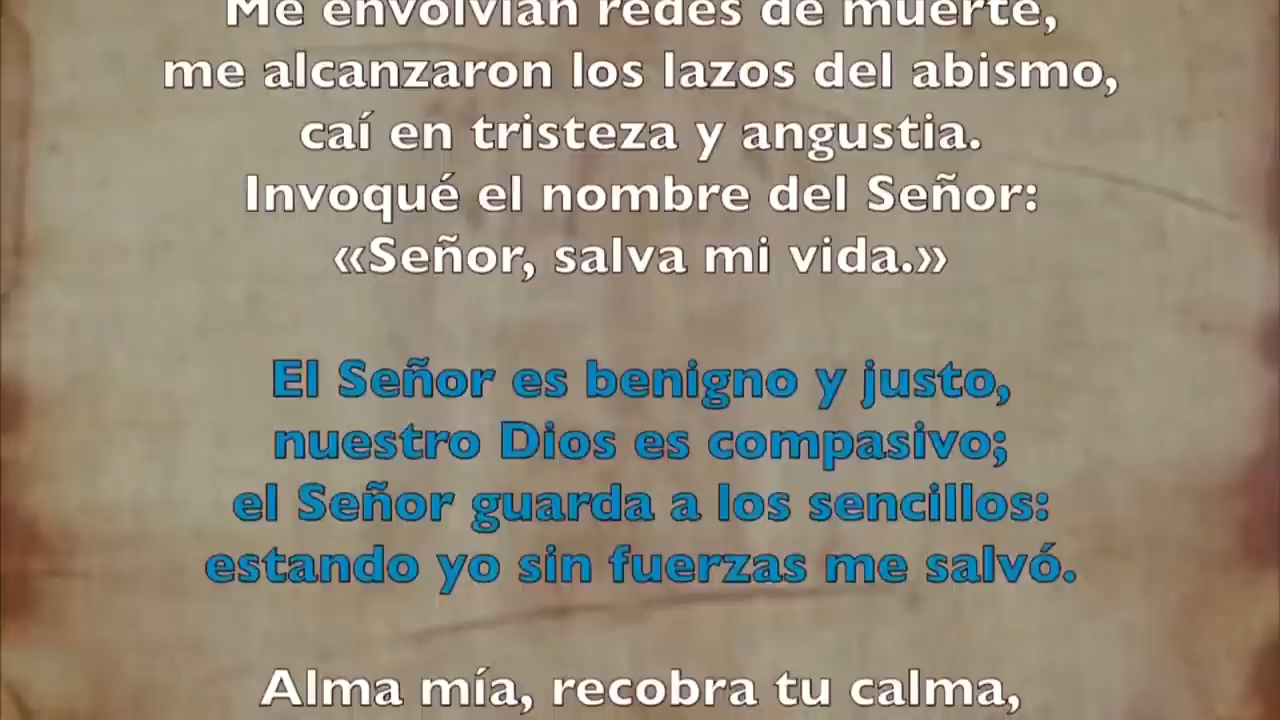 Me envolvían redes de muerte,
me alcanzaron los lazos del abismo,
caí en tristeza y angustia.
Invoqué el nombre del Señor:
«Señor, salva mi vida.»
El Señor es benigno y justo,
nuestro Dios es compasivo;
el Señor guarda a los sencillos:
estando yo sin fuerzas me salvó.
Alma mía, recobra tu calma,